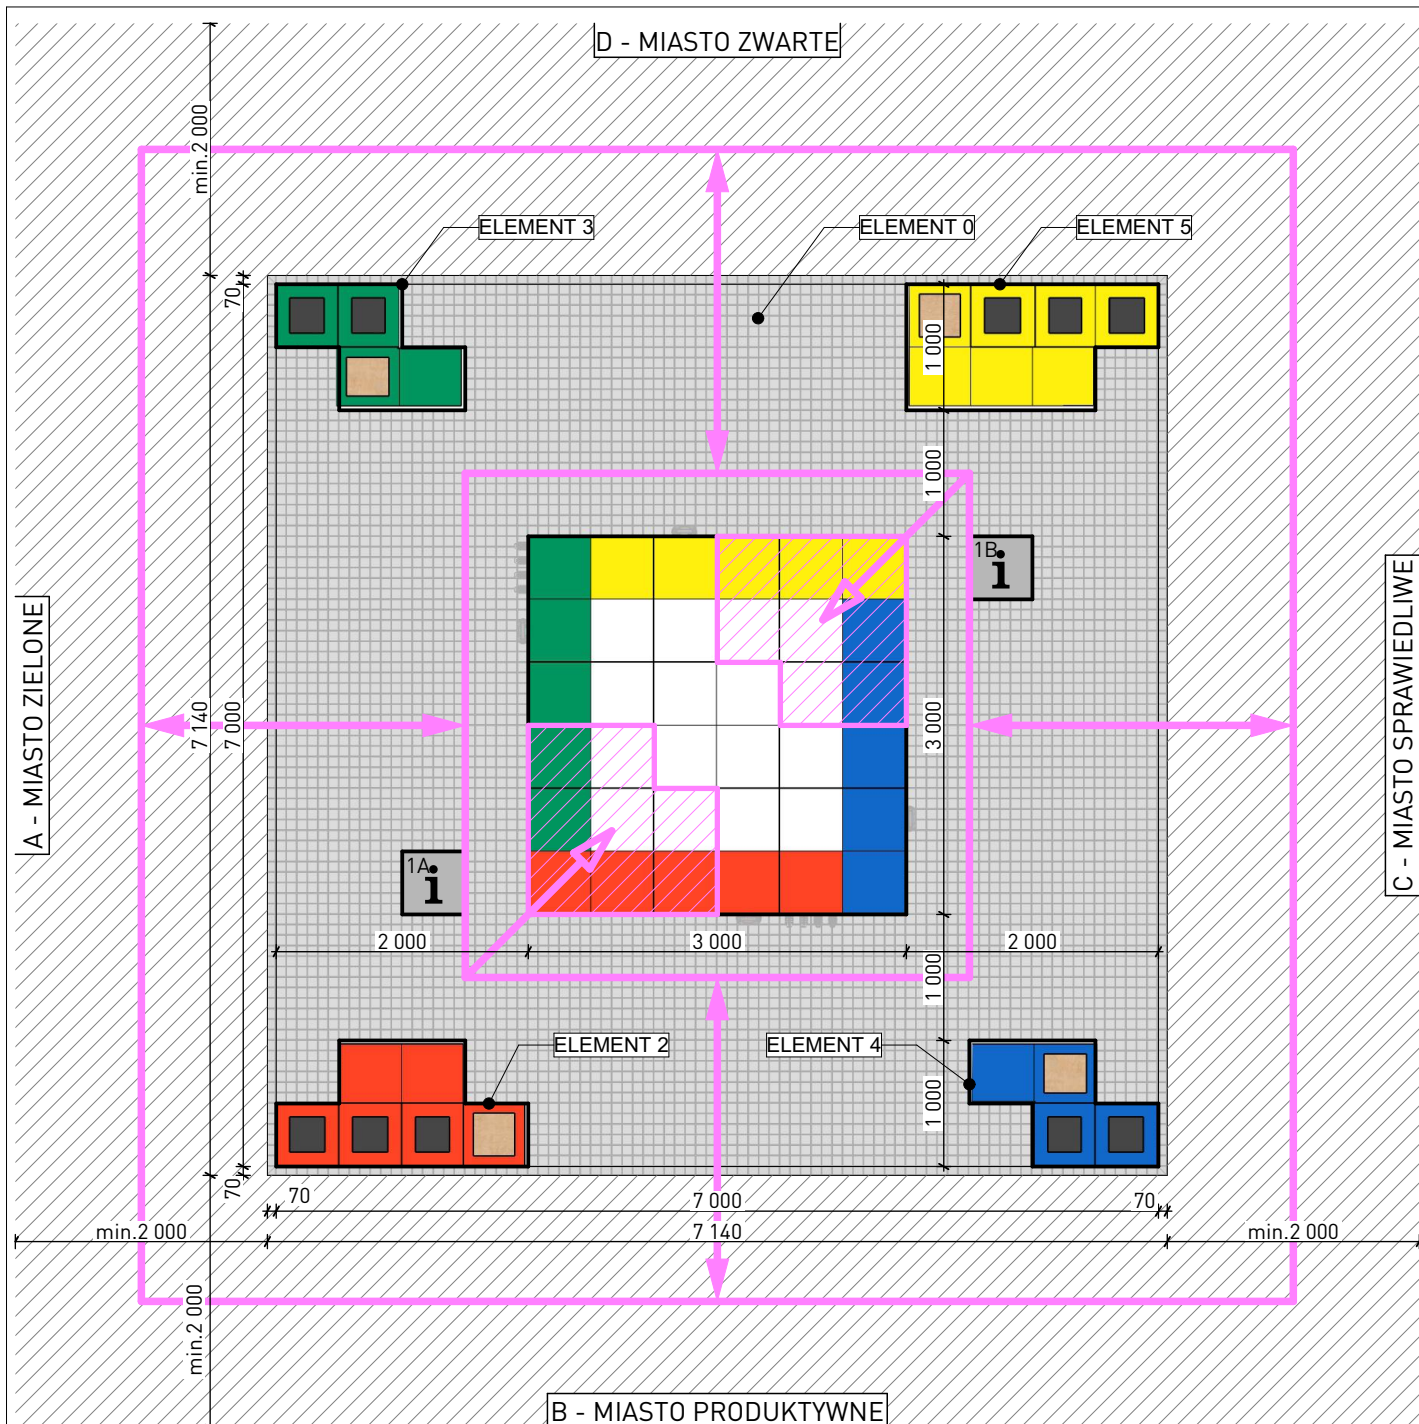 D - MIASTO ZWARTE
min.2 000
ELEMENT 3
ELEMENT 0
ELEMENT 5
70
1 000
1 000
1B
i
A - MIASTO ZIELONE
7 140
7 000
3 000
C - MIASTO SPRAWIEDLIWE
1A
i
2 000
3 000
2 000
1 000
ELEMENT 2
ELEMENT 4
1 000
70
70
7 000
70
min.2 000
7 140
min.2 000
min.2 000
B - MIASTO PRODUKTYWNE